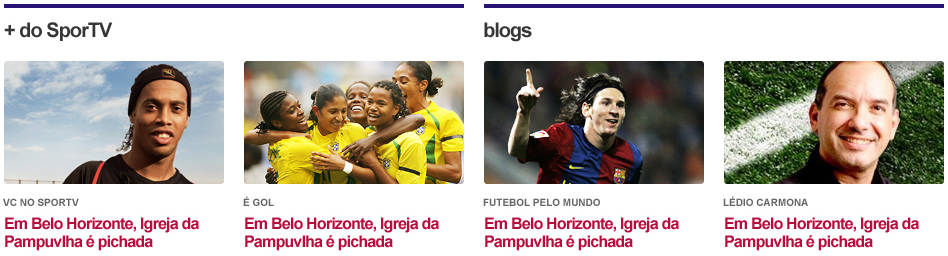 + do SporTV
blogs
VC NO SPORTV
Em Belo Horizonte, Igreja da
Pampuvlha é pichada
É GOL
Em Belo Horizonte, Igreja da
Pampuvlha é pichada
FUTEBOL PELO MUNDO
Em Belo Horizonte, Igreja da
Pampuvlha é pichada
LÉDIO CARMONA
Em Belo Horizonte, Igreja da
Pampuvlha é pichada